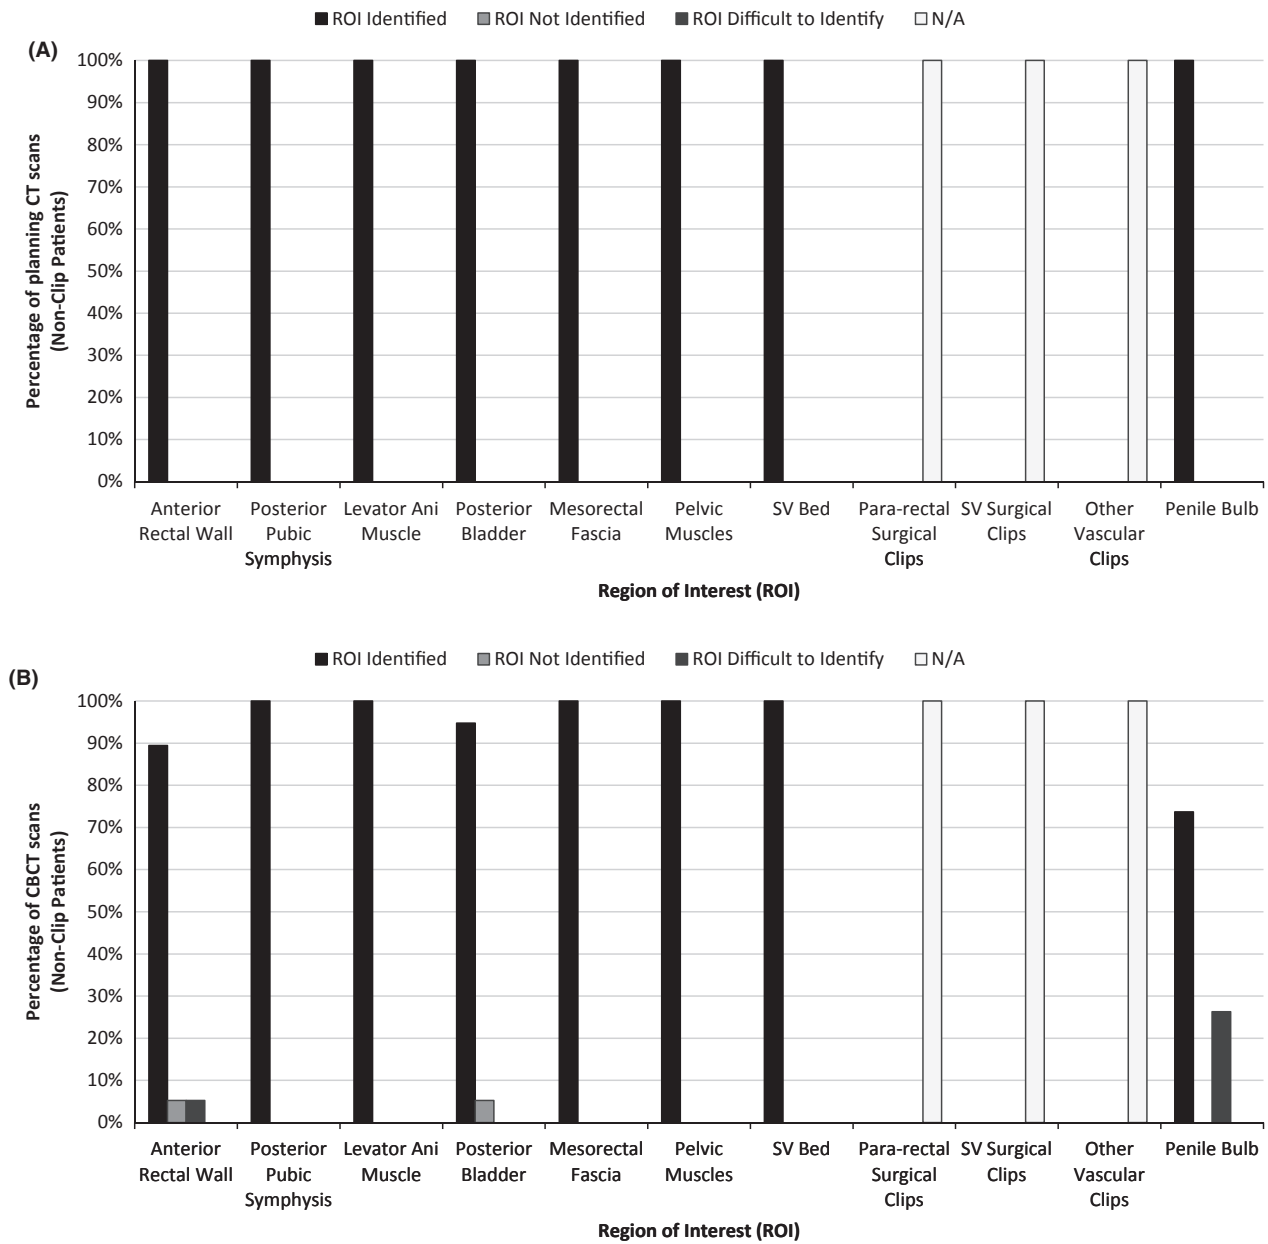 ROI Identified ROI Not Identified ROI Difficult to Identify N/A
(A)
Percentage of planning CT scans
(Non-Clip Patients)
100%
90%
80%
70%
60%
50%
40%
30%
20%
10%
0%
Anterior Posterior Levator Ani Posterior Mesorectal Pelvic SV Bed Para-rectal SV Surgical Other Penile Bulb
Rectal Wall Pubic Muscle Bladder Fascia Muscles Surgical Clips Vascular
Symphysis Clips Clips
Region of Interest (ROI)
ROI Identified ROI Not Identified ROI Difficult to Identify N/A
(B)
Percentage of CBCT scans
(Non-Clip Patients)
100%
90%
80%
70%
60%
50%
40%
30%
20%
10%
0%
Anterior Posterior Levator Ani Posterior Mesorectal Pelvic SV Bed Para-rectal SV Surgical Other Penile Bulb
Rectal Wall Pubic Muscle Bladder Fascia Muscles Surgical Clips Vascular
Symphysis Clips Clips
Region of Interest (ROI)